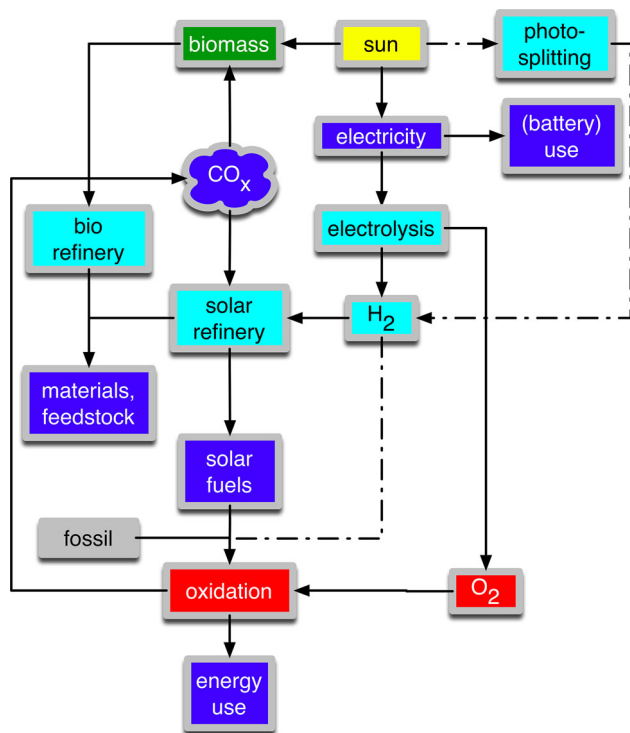 biomass
sun
photo-
splitting
electricity
(battery)
use
COx
bio
refinery
electrolysis
solar
refinery
H2
materials,
feedstock
solar
fuels
fossil
oxidation
O2
energy
use